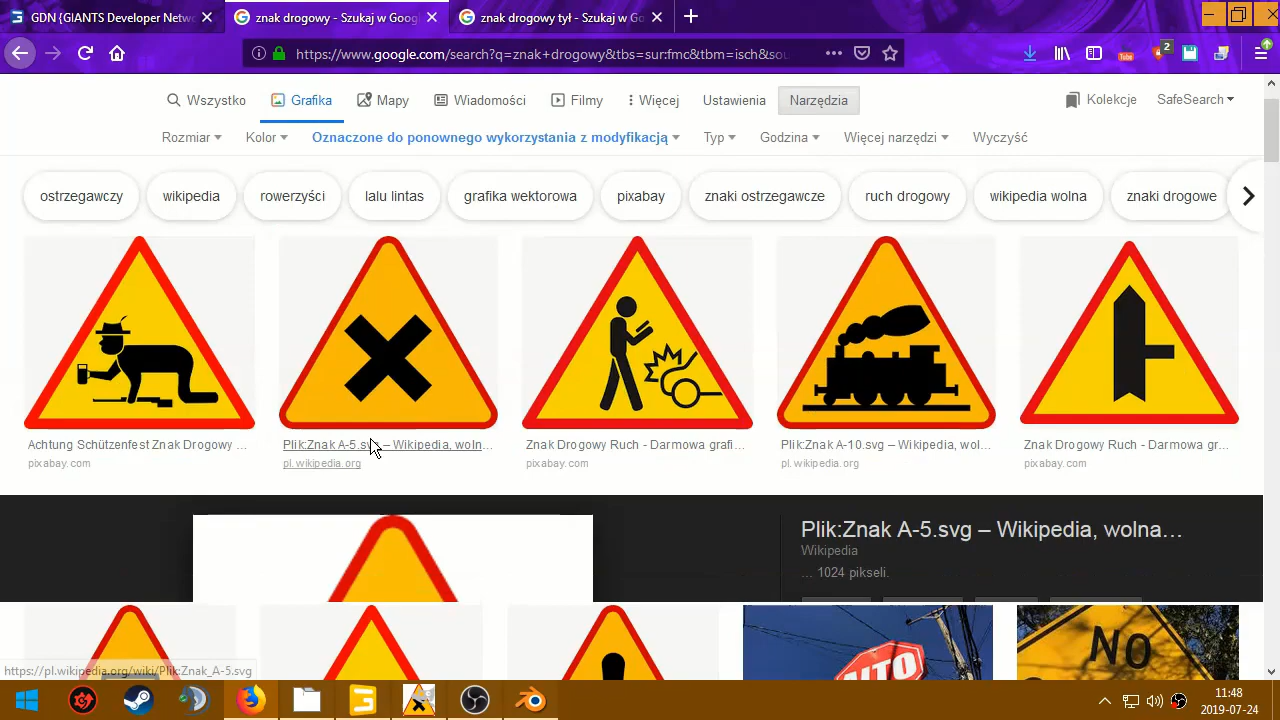 GDN {GIANTS Developer Netw
znak drogowy - Szukaj w Goog
znak drogowy tył - Szukaj w Go
https://www.google.com/search?q=znak+drogowy&tbs=sur:fmc&tbm=isch&sou
2
Wszystko
Grafika
Mapy
Wiadomości
Filmy
Więcej
Ustawienia
Narzędzia
Kolekcje
SafeSearch
Rozmiar
Kolor
Oznaczone do ponownego wykorzystania z modyfikacją
Typ
Godzina
Więcej narzędzi
Wyczyść
ostrzegawczy
wikipedia
rowerzyści
lalu lintas
grafika wektorowa
pixabay
znaki ostrzegawcze
ruch drogowy
wikipedia wolna
znaki drogowe
Achtung Schützenfest Znak Drogowy ...
pixabay.com
Plik:Znak A-5.svg – Wikipedia, woln...
pl.wikipedia.org
Znak Drogowy Ruch - Darmowa grafi...
pixabay.com
Plik:Znak A-10.svg – Wikipedia, wol...
pl.wikipedia.org
Znak Drogowy Ruch - Darmowa gr...
pixabay.com
Plik:Znak A-5.svg – Wikipedia, wolna...
Wikipedia
... 1024 pikseli.
NO
https://pl.wikipedia.org/wiki/Plik:Znak_A-5.svg
11:48
2019-07-24